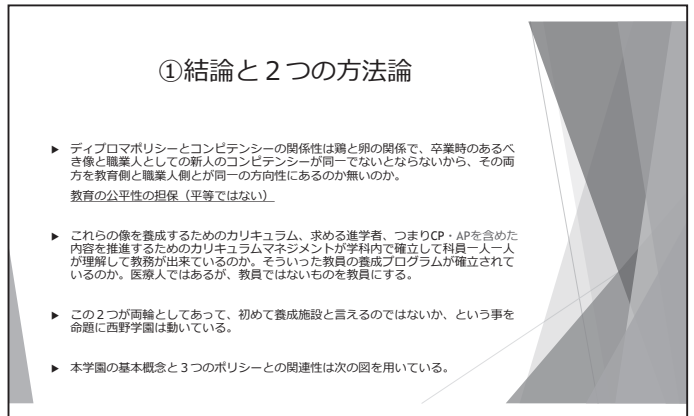 ①結論と２つの方法論
▶ ディプロマポリシーとコンピテンシーの関係性は鶏と卵の関係で、卒業時のあるべ
き像と職業人としての新人のコンピテンシーが同一でないとならないから、その両
方を教育側と職業人側とが同一の方向性にあるのか無いのか。
教育の公平性の担保（平等ではない）
▶ これらの像を養成するためのカリキュラム、求める進学者、つまりCP・APを含めた
内容を推進するためのカリキュラムマネジメントが学科内で確立して科員一人一人
が理解して教務が出来ているのか。そういった教員の養成プログラムが確立されて
いるのか。医療人ではあるが、教員ではないものを教員にする。
▶ この２つが両輪としてあって、初めて養成施設と言えるのではないか、という事を
命題に西野学園は動いている。
▶ 本学園の基本概念と３つのポリシーとの関連性は次の図を用いている。